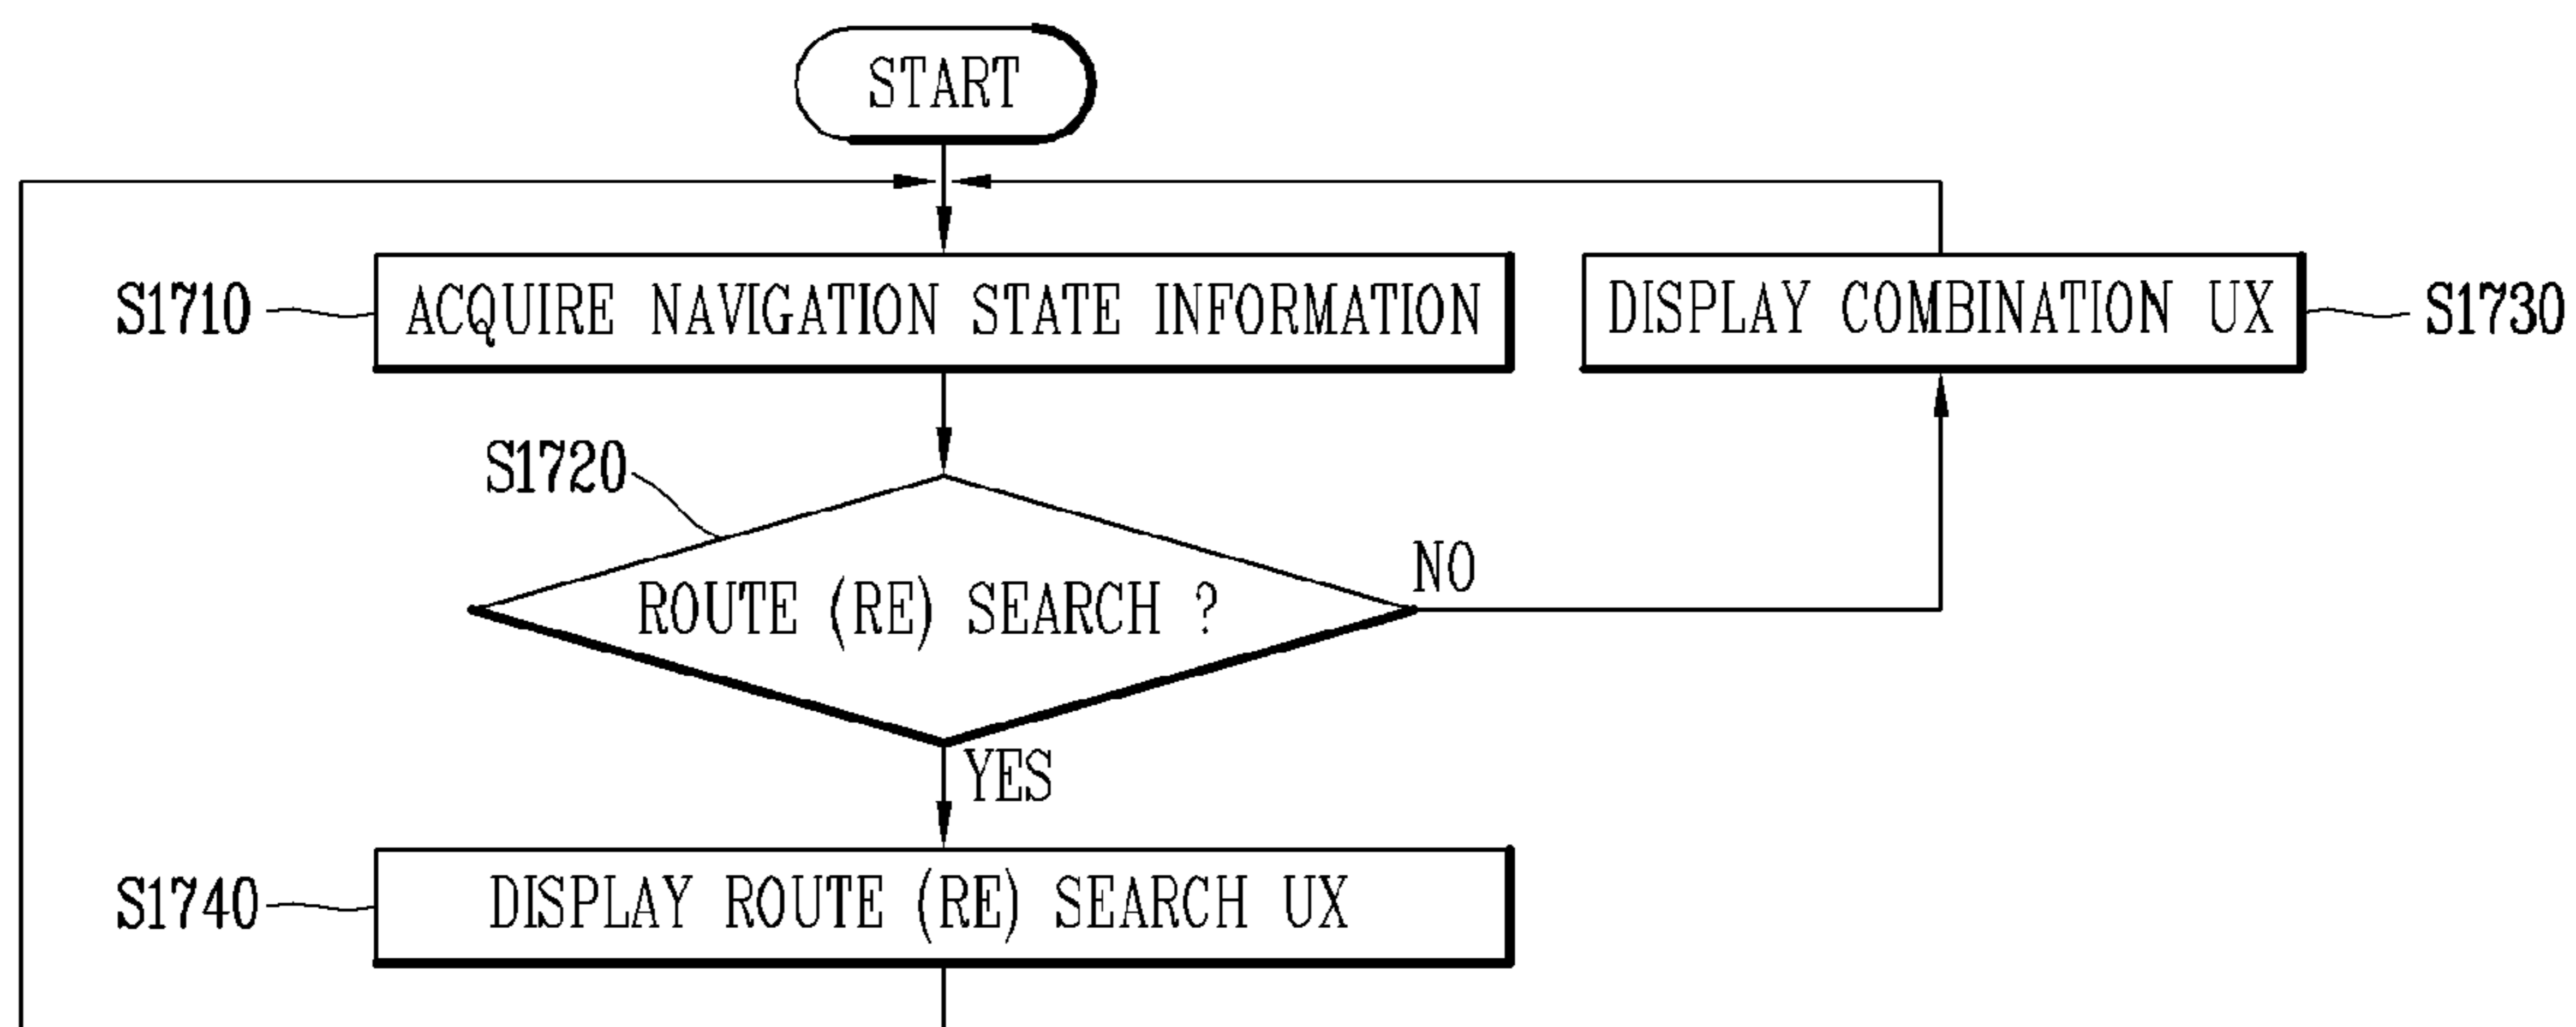 START
S1710
ACQUIRE NAVIGATION STATE INFORMATION
DISPLAY COMBINATION UX
S1730
S1720
ROUTE (RE) SEARCH ?
NO
YES
S1740
DISPLAY ROUTE (RE) SEARCH UX